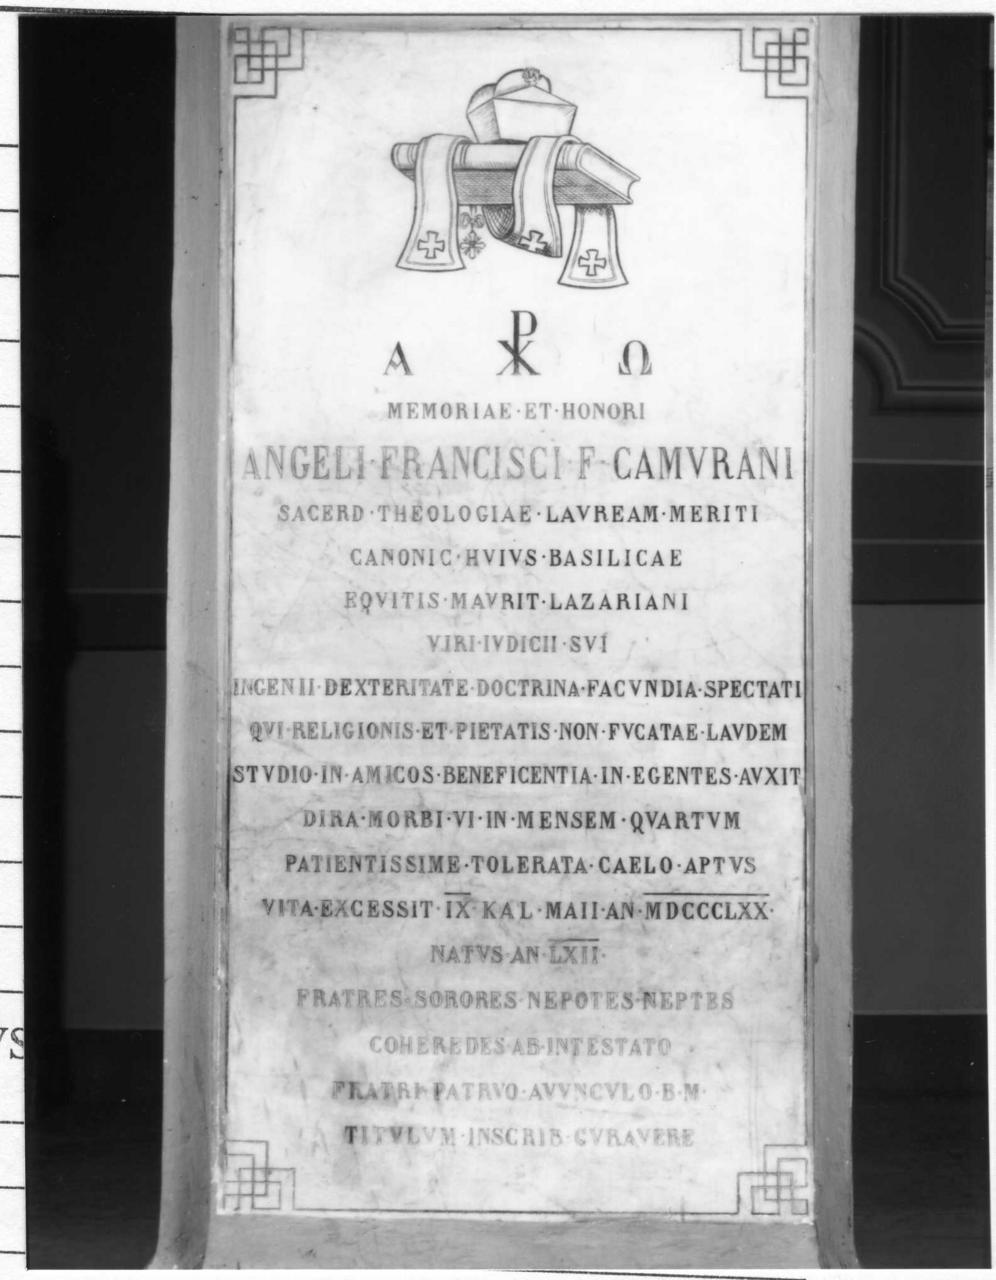 Α ☧ Ω
MEMORIAE·ET·HONORI
ANGELI·FRANCISCI·F·CAMVRANI
SACERD·THEOLOGIAE·LAVREAM·MERITI
CANONIC·HVIVS·BASILICAE
EQVITIS·MAVRIT·LAZARIANI
VIRI·IVDICII·SVI
INGENII·DEXTERITATE·DOCTRINA·FACVNDIA·SPECTATI
QVI·RELIGIONIS·ET·PIETATIS·NON·FVCATAE·LAVDEM
STVDIO·IN·AMICOS·BENEFICENTIA·IN·EGENTES·AVXIT
DIRA·MORBI·VI·IN·MENSEM·QVARTVM
PATIENTISSIME·TOLERATA·CAELO·APTVS
VITA·EXCESSIT·I̅X̅·KAL·MAII·AN·M̅D̅C̅C̅C̅L̅X̅X̅·
NATVS·AN·L̅X̅I̅I̅·
FRATRES·SORORES·NEPOTES·NEPTES
COHEREDES·AB·INTESTATO
FRATRI·PATRVO·AVVNCVLO·B·M·
TITVLVM·INSCRIB·CVRAVERE
VS